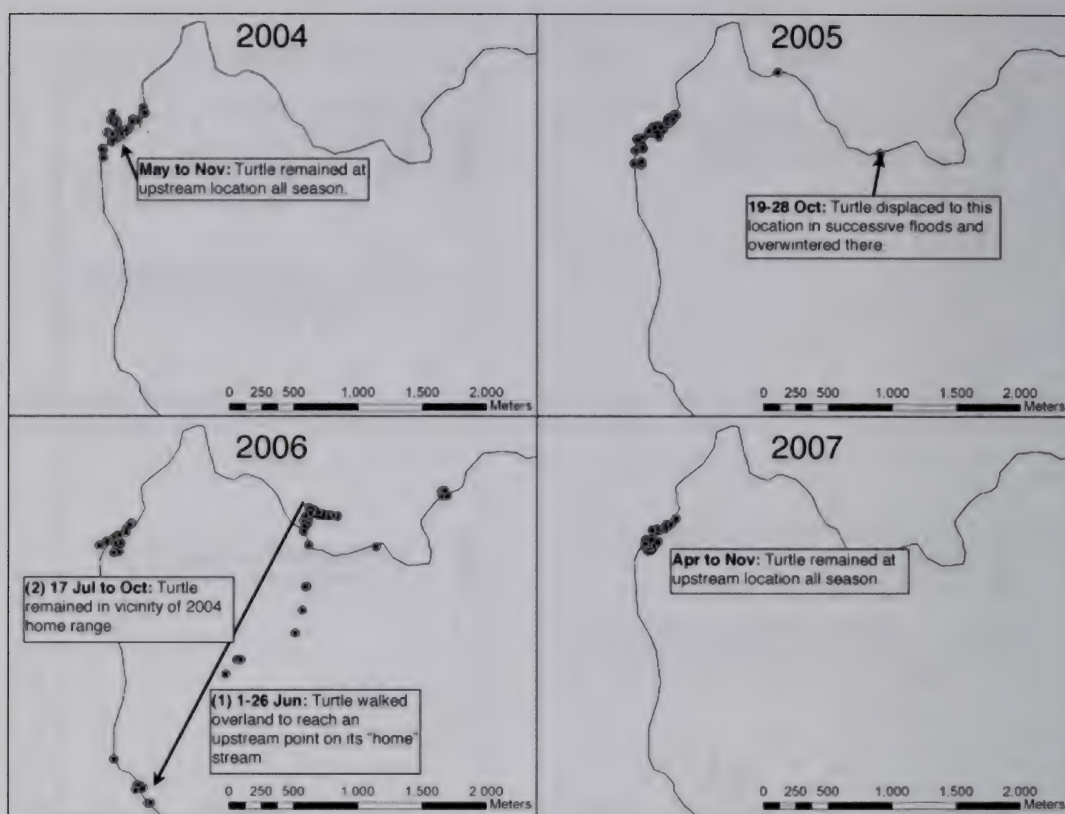 2004
May to Nov: Turtle remained at
upstream location all season.
0 250 500 1,000 1,500 2,000
Meters
2005
19-28 Oct: Turtle displaced to this
location in successive floods and
overwintered there
0 250 500 1,000 1,500 2,000
Meters
2006
(2) 17 Jul to Oct: Turtle
remained in vicinity of 2004
home range
(1) 1-26 Jun: Turtle walked
overland to reach an
upstream point on its "home"
stream
0 250 500 1,000 1,500 2,000
Meters
2007
Apr to Nov: Turtle remained at
upstream location all season
0 250 500 1,000 1,500 2,000
Meters